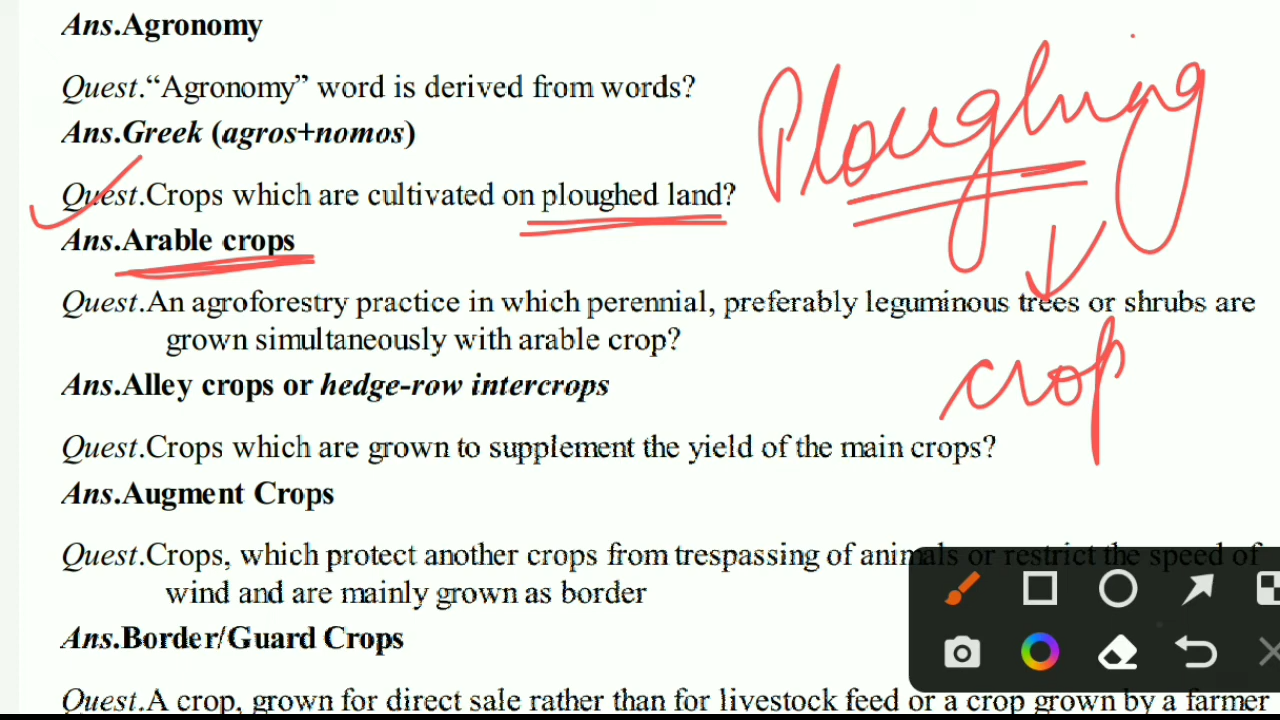 Ans.Agronomy
Quest.“Agronomy” word is derived from words?
Ans.Greek (agros+nomos)
Quest.Crops which are cultivated on ploughed land?
Ans.Arable crops
Ploughing
Quest.An agroforestry practice in which perennial, preferably leguminous trees or shrubs are
grown simultaneously with arable crop?
crop
Ans.Alley crops or hedge-row intercrops
Quest.Crops which are grown to supplement the yield of the main crops?
Ans.Augment Crops
Quest.Crops, which protect another crops from trespassing of animals or restrict the speed of
wind and are mainly grown as border
Ans.Border/Guard Crops
Quest.A crop, grown for direct sale rather than for livestock feed or a crop grown by a farmer